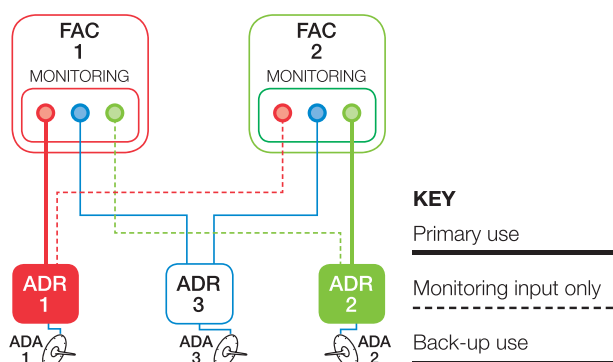 FAC
1
MONITORING
FAC
2
MONITORING
KEY
Primary use
Monitoring input only
Back-up use
ADR
1
ADR
3
ADR
2
ADA
1
ADA
3
ADA
2